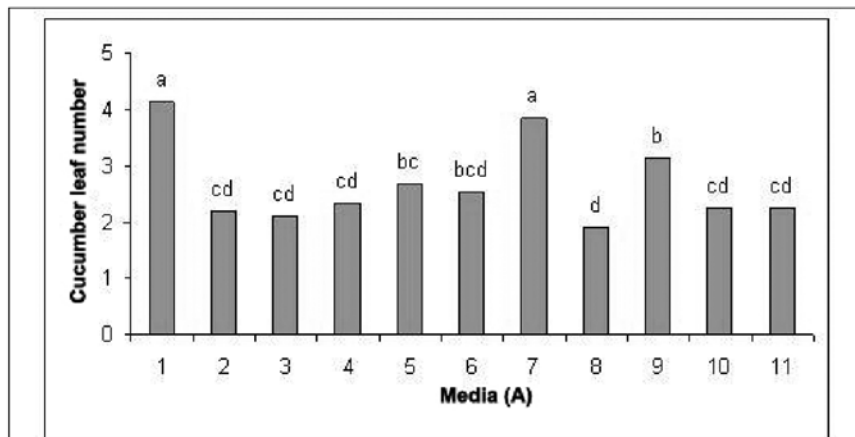 Cucumber leaf number
5
4
3
2
1
0
a
cd
cd
cd
bc
bcd
a
d
b
cd
cd
1 2 3 4 5 6 7 8 9 10 11
Media (A)